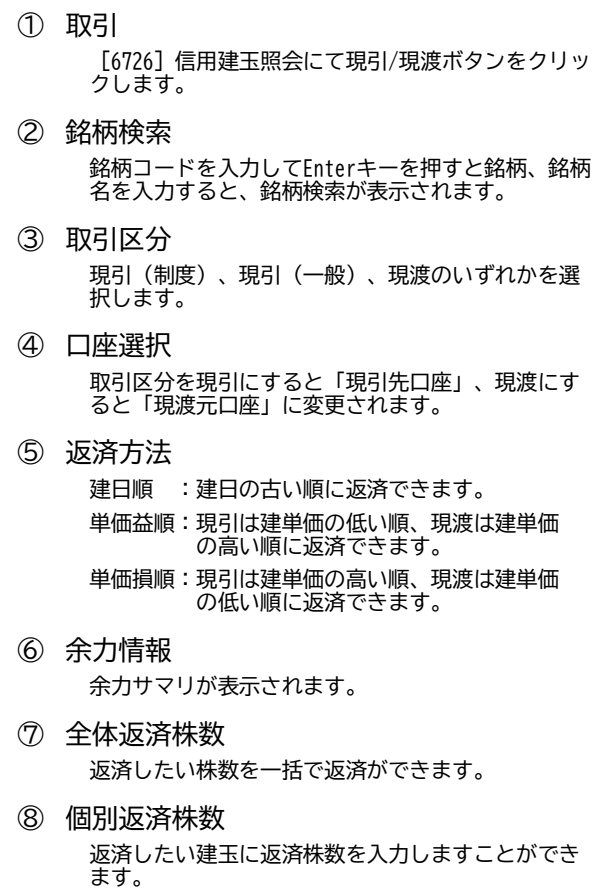 ① 取引
［6726］信用建玉照会にて現引/現渡ボタンをクリッ
クします。
② 銘柄検索
銘柄コードを入力してEnterキーを押すと銘柄、銘柄
名を入力すると、銘柄検索が表示されます。
③ 取引区分
現引（制度）、現引（一般）、現渡のいずれかを選
択します。
④ 口座選択
取引区分を現引にすると「現引先口座」、現渡にす
ると「現渡元口座」に変更されます。
⑤ 返済方法
建日順　：建日の古い順に返済できます。
単価益順：現引は建単価の低い順、現渡は建単価
の高い順に返済できます。
単価損順：現引は建単価の高い順、現渡は建単価
の低い順に返済できます。
⑥ 余力情報
余力サマリが表示されます。
⑦ 全体返済株数
返済したい株数を一括で返済ができます。
⑧ 個別返済株数
返済したい建玉に返済株数を入力しますことができ
ます。